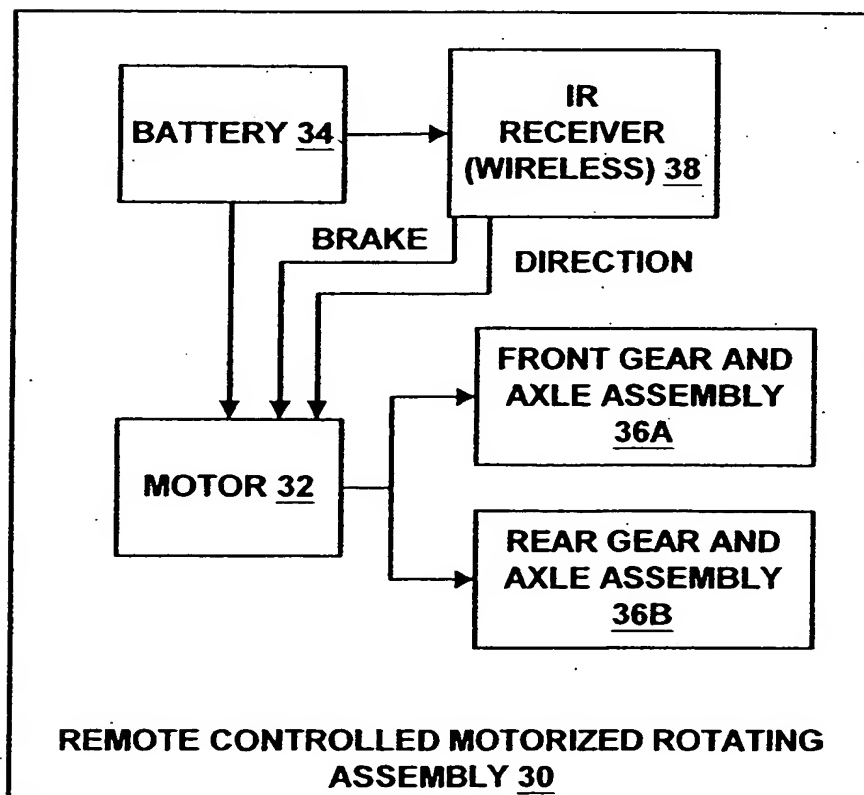 BATTERY 34
IR
RECEIVER
(WIRELESS) 38
BRAKE
DIRECTION
FRONT GEAR AND
AXLE ASSEMBLY
36A
MOTOR 32
REAR GEAR AND
AXLE ASSEMBLY
36B
REMOTE CONTROLLED MOTORIZED ROTATING
ASSEMBLY 30